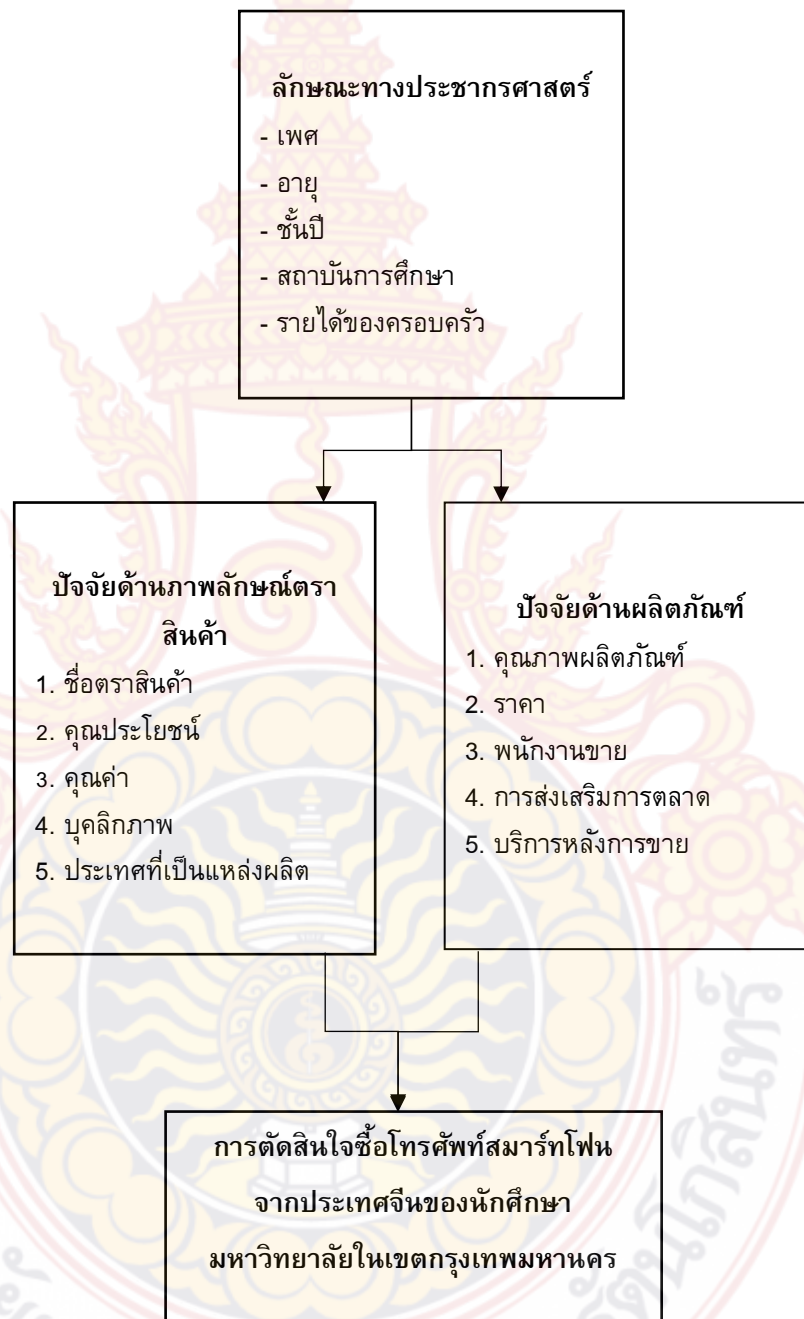 ลักษณะทางประชากรศาสตร์
- เพศ
- อายุ
- ชั้นปี
- สถาบันการศึกษา
- รายได้ของครอบครัว
ปัจจัยด้านภาพลักษณ์ตรา
สินค้า
1. ชื่อตราสินค้า
2. คุณประโยชน์
3. คุณค่า
4. บุคลิกภาพ
5. ประเทศที่เป็นแหล่งผลิต
ปัจจัยด้านผลิตภัณฑ์
1. คุณภาพผลิตภัณฑ์
2. ราคา
3. พนักงานขาย
4. การส่งเสริมการตลาด
5. บริการหลังการขาย
การตัดสินใจซื้อโทรศัพท์สมาร์ทโฟน
จากประเทศจีนของนักศึกษา
มหาวิทยาลัยในเขตกรุงเทพมหานคร